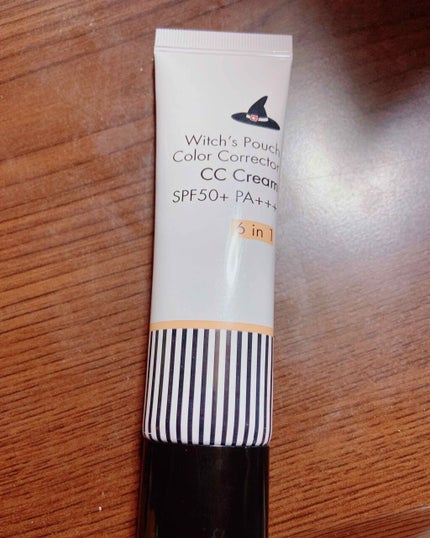 Witch's Pouch
Color Corrector
CC Cream
SPF50+ PA+++
6 in 1